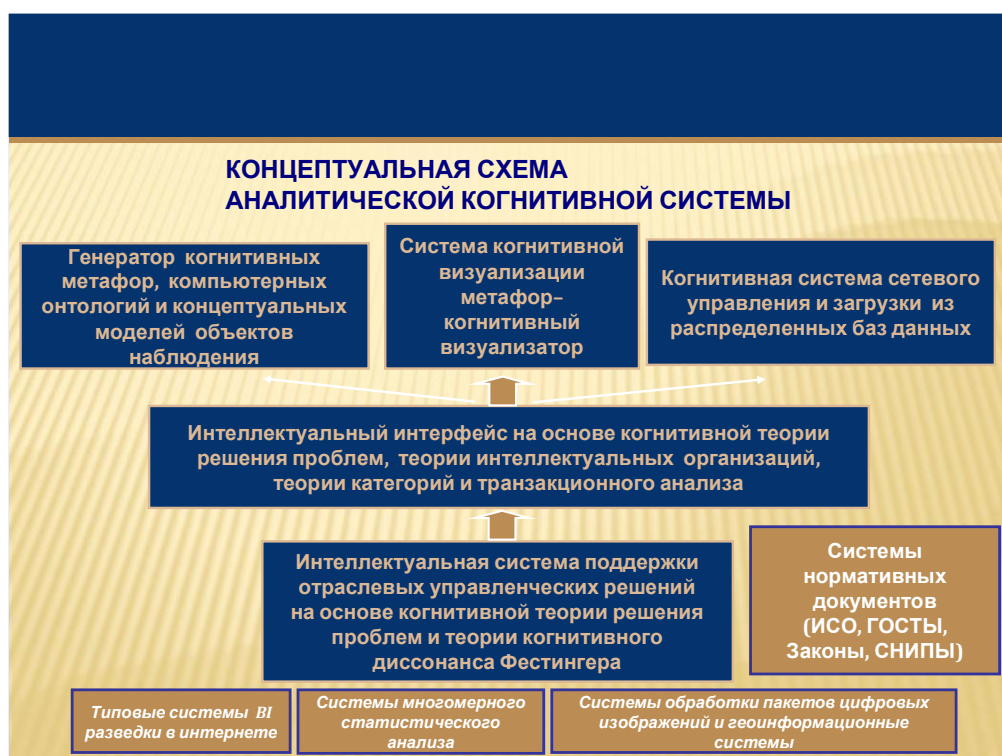 КОНЦЕПТУАЛЬНАЯ СХЕМА
АНАЛИТИЧЕСКОЙ КОГНИТИВНОЙ СИСТЕМЫ
Генератор когнитивных
метафор, компьютерных
онтологий и концептуальных
моделей объектов
наблюдения
Система когнитивной
визуализации
метафор–
когнитивный
визуализатор
Когнитивная система сетевого
управления и загрузки из
распределенных баз данных
Интеллектуальный интерфейс на основе когнитивной теории
решения проблем, теории интеллектуальных организаций,
теории категорий и транзакционного анализа
Интеллектуальная система поддержки
отраслевых управленческих решений
на основе когнитивной теории решения
проблем и теории когнитивного
диссонанса Фестингера
Системы
нормативных
документов
(ИСО, ГОСТЫ,
Законы, СНИПЫ)
Типовые системы BI
разведки в интернете
Системы многомерного
статистического
анализа
Системы обработки пакетов цифровых
изображений и геоинформационные
системы